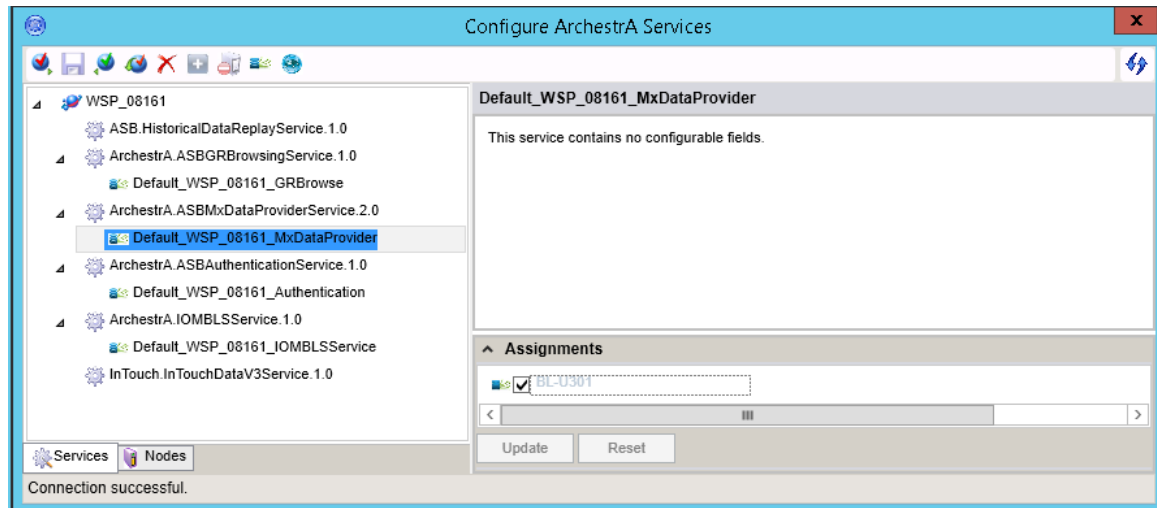 Configure ArchestrA Services
x
WSP_08161
ASB.HistoricalDataReplayService.1.0
ArchestrA.ASBGRBrowsingService.1.0
Default_WSP_08161_GRBrowse
ArchestrA.ASBMxDataProviderService.2.0
Default_WSP_08161_MxDataProvider
ArchestrA.ASBAuthenticationService.1.0
Default_WSP_08161_Authentication
ArchestrA.IOMBLSService.1.0
Default_WSP_08161_IOMBLSService
InTouch.InTouchDataV3Service.1.0
Services
Nodes
Default_WSP_08161_MxDataProvider
This service contains no configurable fields.
Assignments
BL-U301
Update
Reset
Connection successful.